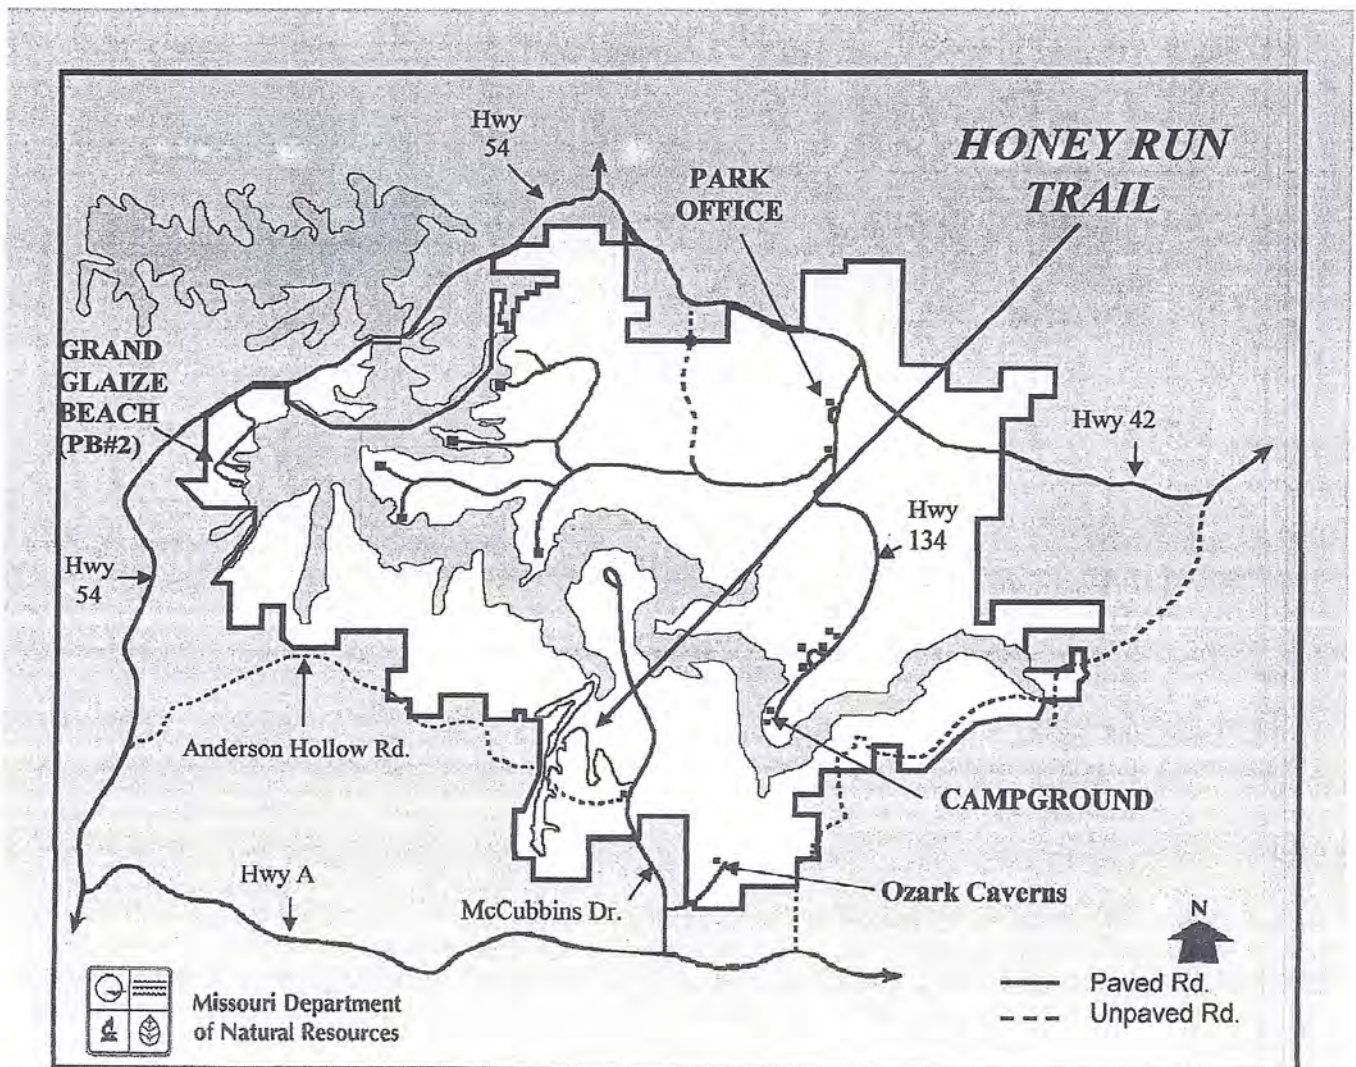 Hwy
54
HONEY RUN
TRAIL
PARK
OFFICE
GRAND
GLAIZE
BEACH
(PB#2)
Hwy 42
Hwy
134
Hwy
54
Anderson Hollow Rd.
CAMPGROUND
Hwy A
McCubbins Dr.
Ozark Caverns
N
Missouri Department
of Natural Resources
Paved Rd.
Unpaved Rd.